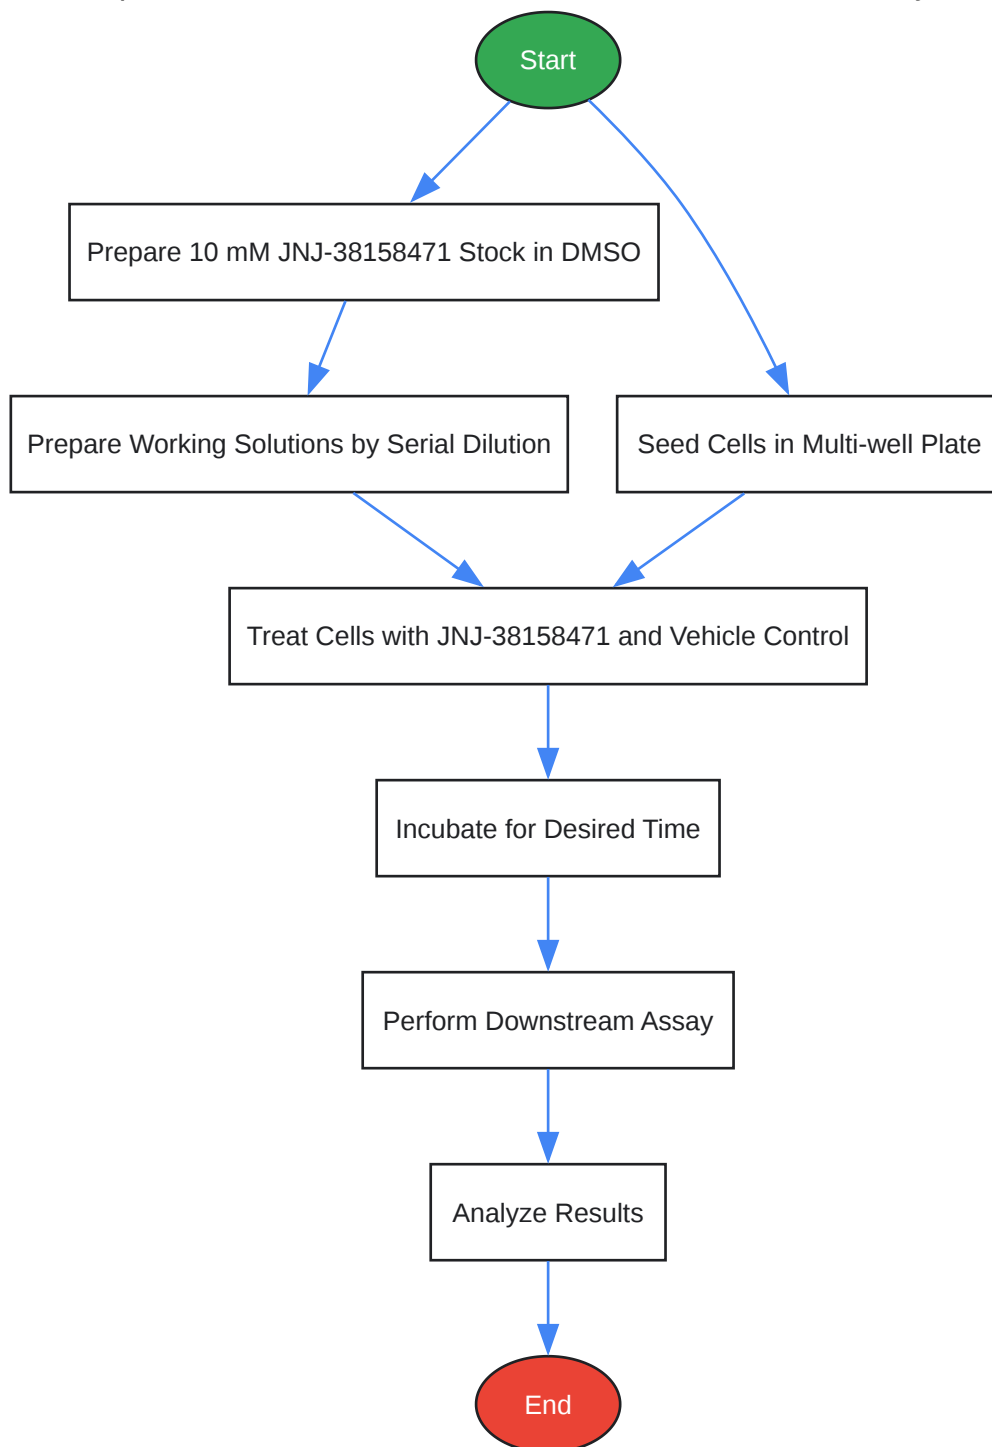 Start
Prepare 10 mM JNJ-38158471 Stock in DMSO
Prepare Working Solutions by Serial Dilution
Seed Cells in Multi-well Plate
Treat Cells with JNJ-38158471 and Vehicle Control
Incubate for Desired Time
Perform Downstream Assay
Analyze Results
End